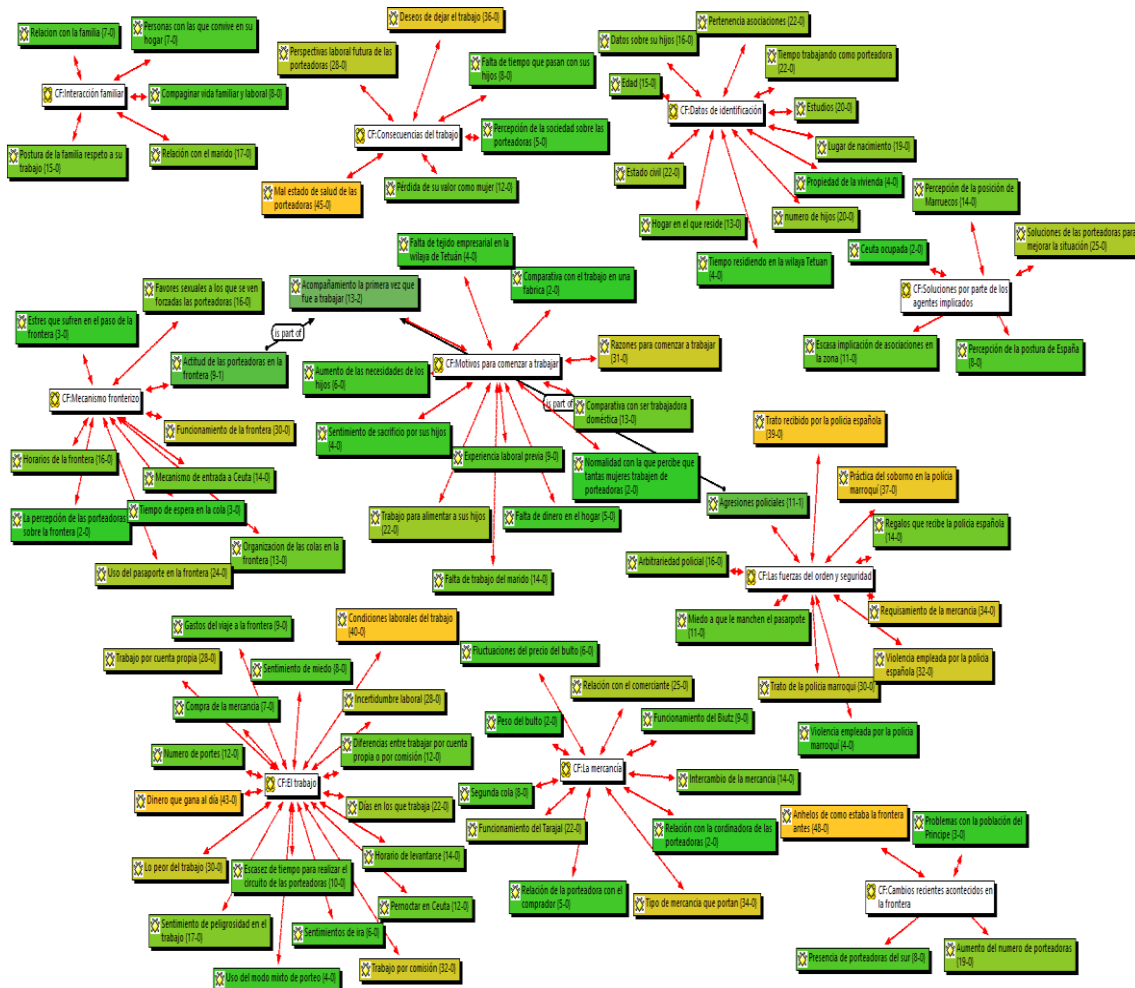 Relacion con la familia {7-0}
Personas con las que convive en su
hogar {7-0}
CF:Interacción familiar
Compaginar vida familiar y laboral {8-0}
Postura de la familia respeto a su
trabajo {15-0}
Relación con el marido {17-0}
Deseos de dejar el trabajo {36-0}
Perspectivas laboral futura de las
porteadoras {28-0}
Falta de tiempo que pasan con sus
hijos {8-0}
CF:Consecuencias del trabajo
Percepción de la sociedad sobre las
porteadoras {5-0}
Mal estado de salud de las
porteadoras {45-0}
Pérdida de su valor como mujer {12-0}
Pertenencia asociaciones {22-0}
Datos sobre su hijos {16-0}
Tiempo trabajando como porteadora
{22-0}
Edad {15-0}
CF:Datos de identificación
Estudios {20-0}
Lugar de nacimiento {19-0}
Estado civil {22-0}
Propiedad de la vivienda {4-0}
Hogar en el que reside {13-0}
numero de hijos {20-0}
Tiempo residiendo en la wilaya Tetuan
{4-0}
Percepción de la posición de
Marruecos {14-0}
Soluciones de las porteadoras para
mejorar la situación {25-0}
Ceuta ocupada {2-0}
CF:Soluciones por parte de los
agentes implicados
Escasa implicación de asociaciones en
la zona {11-0}
Percepción de la postura de España
{8-0}
Falta de tejido empresarial en la
wilaya de Tetuán {4-0}
Acompañamiento la primera vez que
fue a trabajar {13-2}
Comparativa con el trabajo en una
fabrica {2-0}
Razones para comenzar a trabajar
{31-0}
CF:Motivos para comenzar a trabajar
Aumento de las necesidades de los
hijos {6-0}
is part of
Comparativa con ser trabajadora
doméstica {13-0}
Sentimiento de sacrificio por sus hijos
{4-0}
Experiencia laboral previa {9-0}
Normalidad con la que percibe que
tantas mujeres trabajen de
porteadoras {2-0}
Trabajo para alimentar a sus hijos
{22-0}
Falta de dinero en el hogar {5-0}
Falta de trabajo del marido {14-0}
Favores sexuales a los que se ven
forzadas las porteadoras {16-0}
Estres que sufren en el paso de la
frontera {3-0}
is part of
Actitud de las porteadoras en la
frontera {9-1}
CF:Mecanismo fronterizo
Funcionamiento de la frontera {30-0}
Horarios de la frontera {16-0}
Mecanismo de entrada a Ceuta {14-0}
La percepción de las porteadoras
sobre la frontera {2-0}
Tiempo de espera en la cola {3-0}
Organizacion de las colas en la
frontera {13-0}
Uso del pasaporte en la frontera {24-0}
Trato recibido por la policia española
{39-0}
Práctica del soborno en la policia
marroquí {37-0}
Agresiones policiales {11-1}
Regalos que recibe la policia española
{14-0}
Arbitrariedad policial {16-0}
CF:Las fuerzas del orden y seguridad
Miedo a que le manchen el pasarpote
{11-0}
Requisamiento de la mercancia {34-0}
Violencia empleada por la policia
española {32-0}
Trato de la policia marroqui {30-0}
Violencia empleada por la policia
marroquí {4-0}
Gastos del viaje a la frontera {9-0}
Condiciones laborales del trabajo
{40-0}
Trabajo por cuenta propia {28-0}
Sentimiento de miedo {8-0}
Compra de la mercancia {7-0}
Incertidumbre laboral {28-0}
Numero de portes {12-0}
Diferencias entre trabajar por cuenta
propia o por comisión {12-0}
CF:El trabajo
Dinero que gana al día {43-0}
Días en los que trabaja {22-0}
Horario de levantarse {14-0}
Lo peor del trabajo {30-0}
Escasez de tiempo para realizar el
circuito de las porteadoras {10-0}
Pernoctar en Ceuta {12-0}
Sentimiento de peligrosidad en el
trabajo {17-0}
Sentimientos de ira {6-0}
Uso del modo mixto de porteo {4-0}
Trabajo por comisión {32-0}
Fluctuaciones del precio del bulto {6-0}
Relación con el comerciante {25-0}
Peso del bulto {2-0}
Funcionamiento del Biutz {9-0}
CF:La mercancía
Intercambio de la mercancia {14-0}
Segunda cola {8-0}
Funcionamiento del Tarajal {22-0}
Relación con la cordinadora de las
porteadoras {2-0}
Relación de la porteadora con el
comprador {5-0}
Tipo de mercancia que portan {34-0}
Anhelos de como estaba la frontera
antes {48-0}
Problemas con la población del
Principe {3-0}
CF:Cambios recientes acontecidos en
la frontera
Presencia de porteadoras del sur {8-0}
Aumento del numero de porteadoras
{19-0}